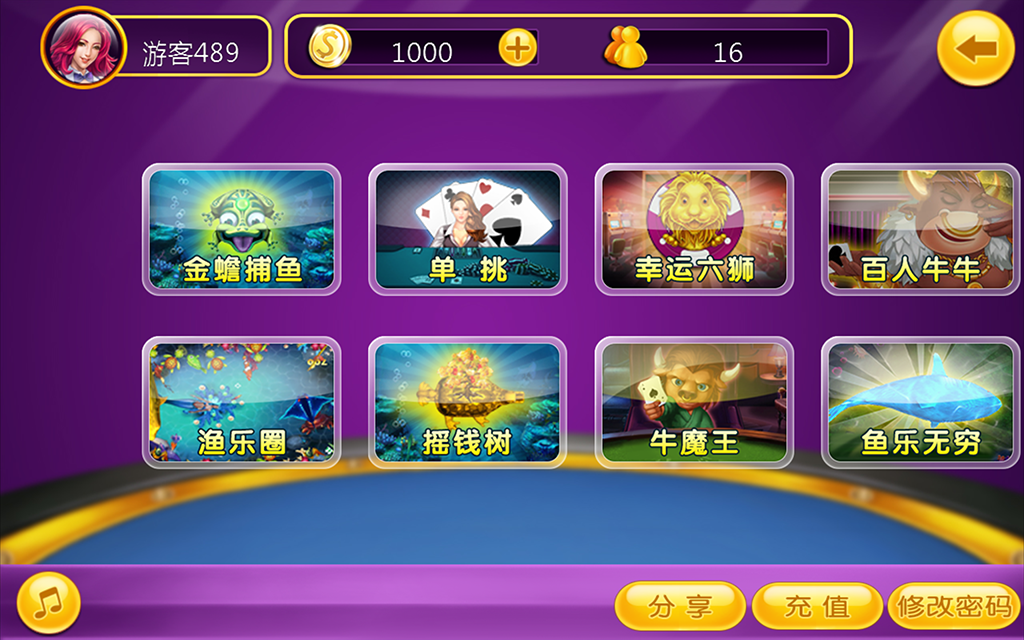 游客489
1000
16
金蟾捕鱼
单 挑
幸运六狮
百人牛牛
渔乐圈
摇钱树
牛魔王
鱼乐无穷
分享
充值
修改密码